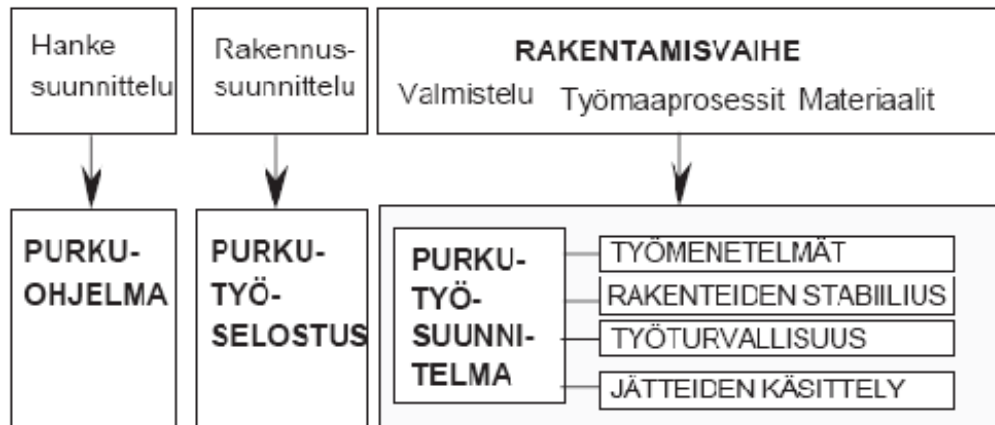 Hanke
suunnittelu
Rakennus-
suunnittelu
RAKENTAMISVAIHE
Valmistelu Työmaaprosessit Materiaalit
PURKU-
OHJELMA
PURKU-
TYÖ-
SELOSTUS
PURKU-
TYÖ-
SUUNNI-
TELMA
TYÖMENETELMÄT
RAKENTEIDEN STABIILIUS
TYÖTURVALLISUUS
JÄTTEIDEN KÄSITTELY